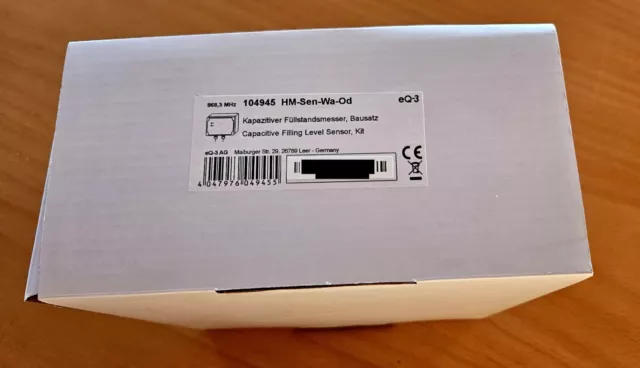 868,3 MHz 104945 HM-Sen-Wa-Od eQ-3
Kapazitiver Füllstandsmesser, Bausatz
Capacitive Filling Level Sensor, Kit
eQ-3 AG Maiburger Str. 29, 26789 Leer - Germany
CE
4 047976 049455